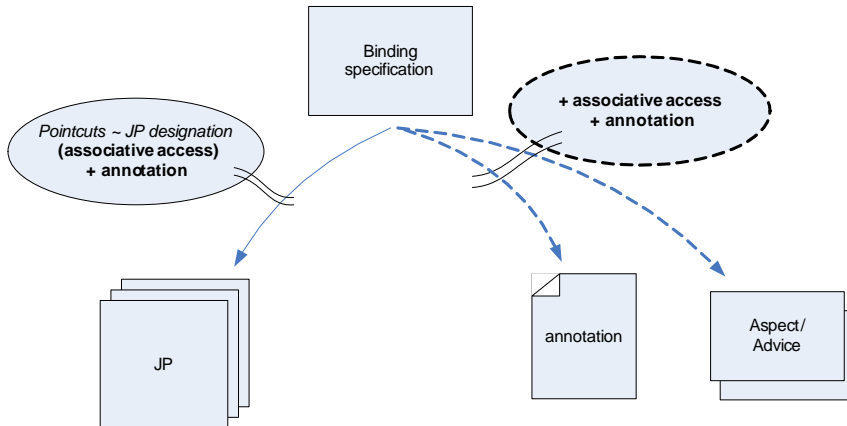 Binding
specification
Pointcuts ~ JP designation
(associative access)
+ annotation
+ associative access
+ annotation
JP
annotation
Aspect/
Advice